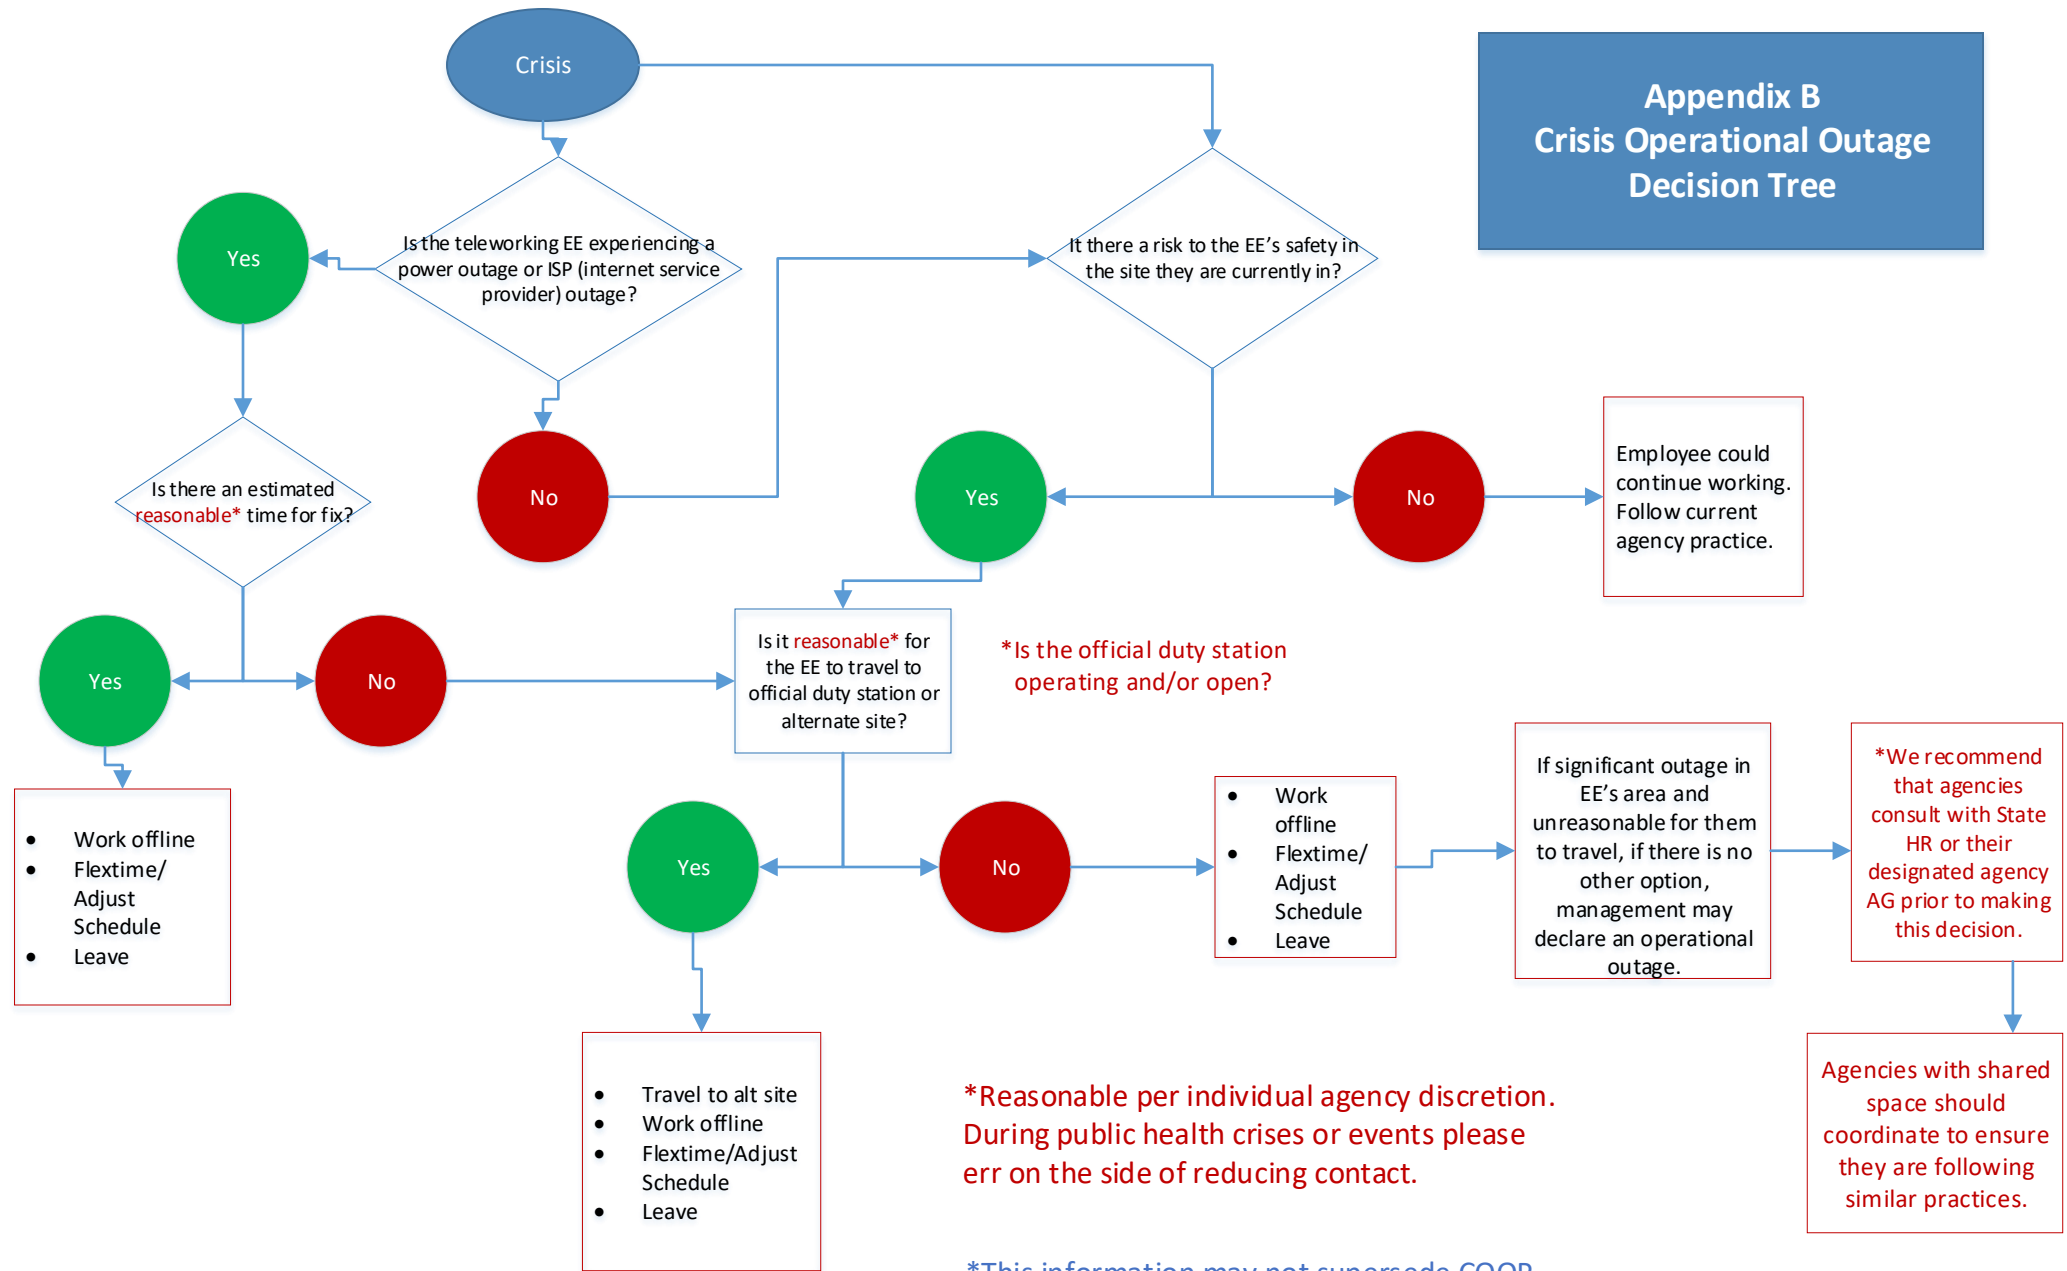 Crisis
Appendix B
Crisis Operational Outage
Decision Tree
Yes
Is the teleworking EE experiencing a
power outage or ISP (internet service
provider) outage?
It there a risk to the EE's safety in
the site they are currently in?
Is there an estimated
reasonable* time for fix?
No
Yes
No
Employee could
continue working.
Follow current
agency practice.
Yes
No
Is it reasonable* for
the EE to travel to
official duty station or
alternate site?
*Is the official duty station
operating and/or open?
• Work offline
• Flextime/
Adjust
Schedule
• Leave
Yes
No
• Work
offline
• Flextime/
Adjust
Schedule
• Leave
If significant outage in
EE's area and
unreasonable for them
to travel, if there is no
other option,
management may
declare an operational
outage.
*We recommend
that agencies
consult with State
HR or their
designated agency
AG prior to making
this decision.
• Travel to alt site
• Work offline
• Flextime/Adjust
Schedule
• Leave
*Reasonable per individual agency discretion.
During public health crises or events please
err on the side of reducing contact.
Agencies with shared
space should
coordinate to ensure
they are following
similar practices.
*This information may not supersede COOP